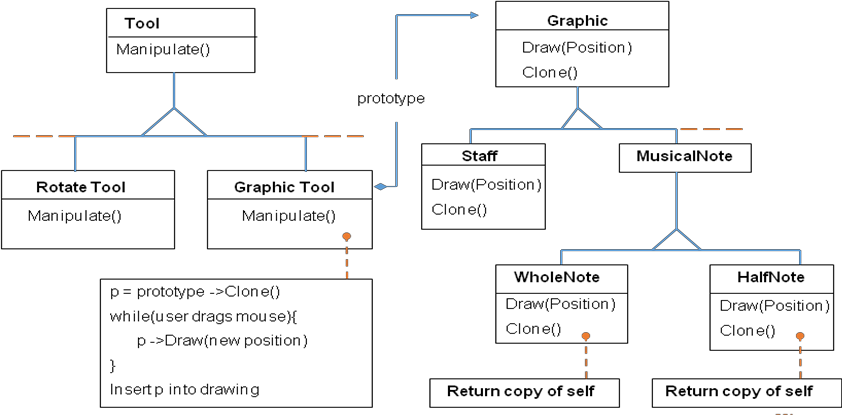 Tool
Manipulate()
Graphic
Draw(Position)
Clone()
prototype
Rotate Tool
Manipulate()
Graphic Tool
Manipulate()
Staff
Draw(Position)
Clone()
MusicalNote
p = prototype ->Clone()
while(user drags mouse){
p ->Draw(new position)
}
Insert p into drawing
WholeNote
Draw(Position)
Clone()
HalfNote
Draw(Position)
Clone()
Return copy of self
Return copy of self